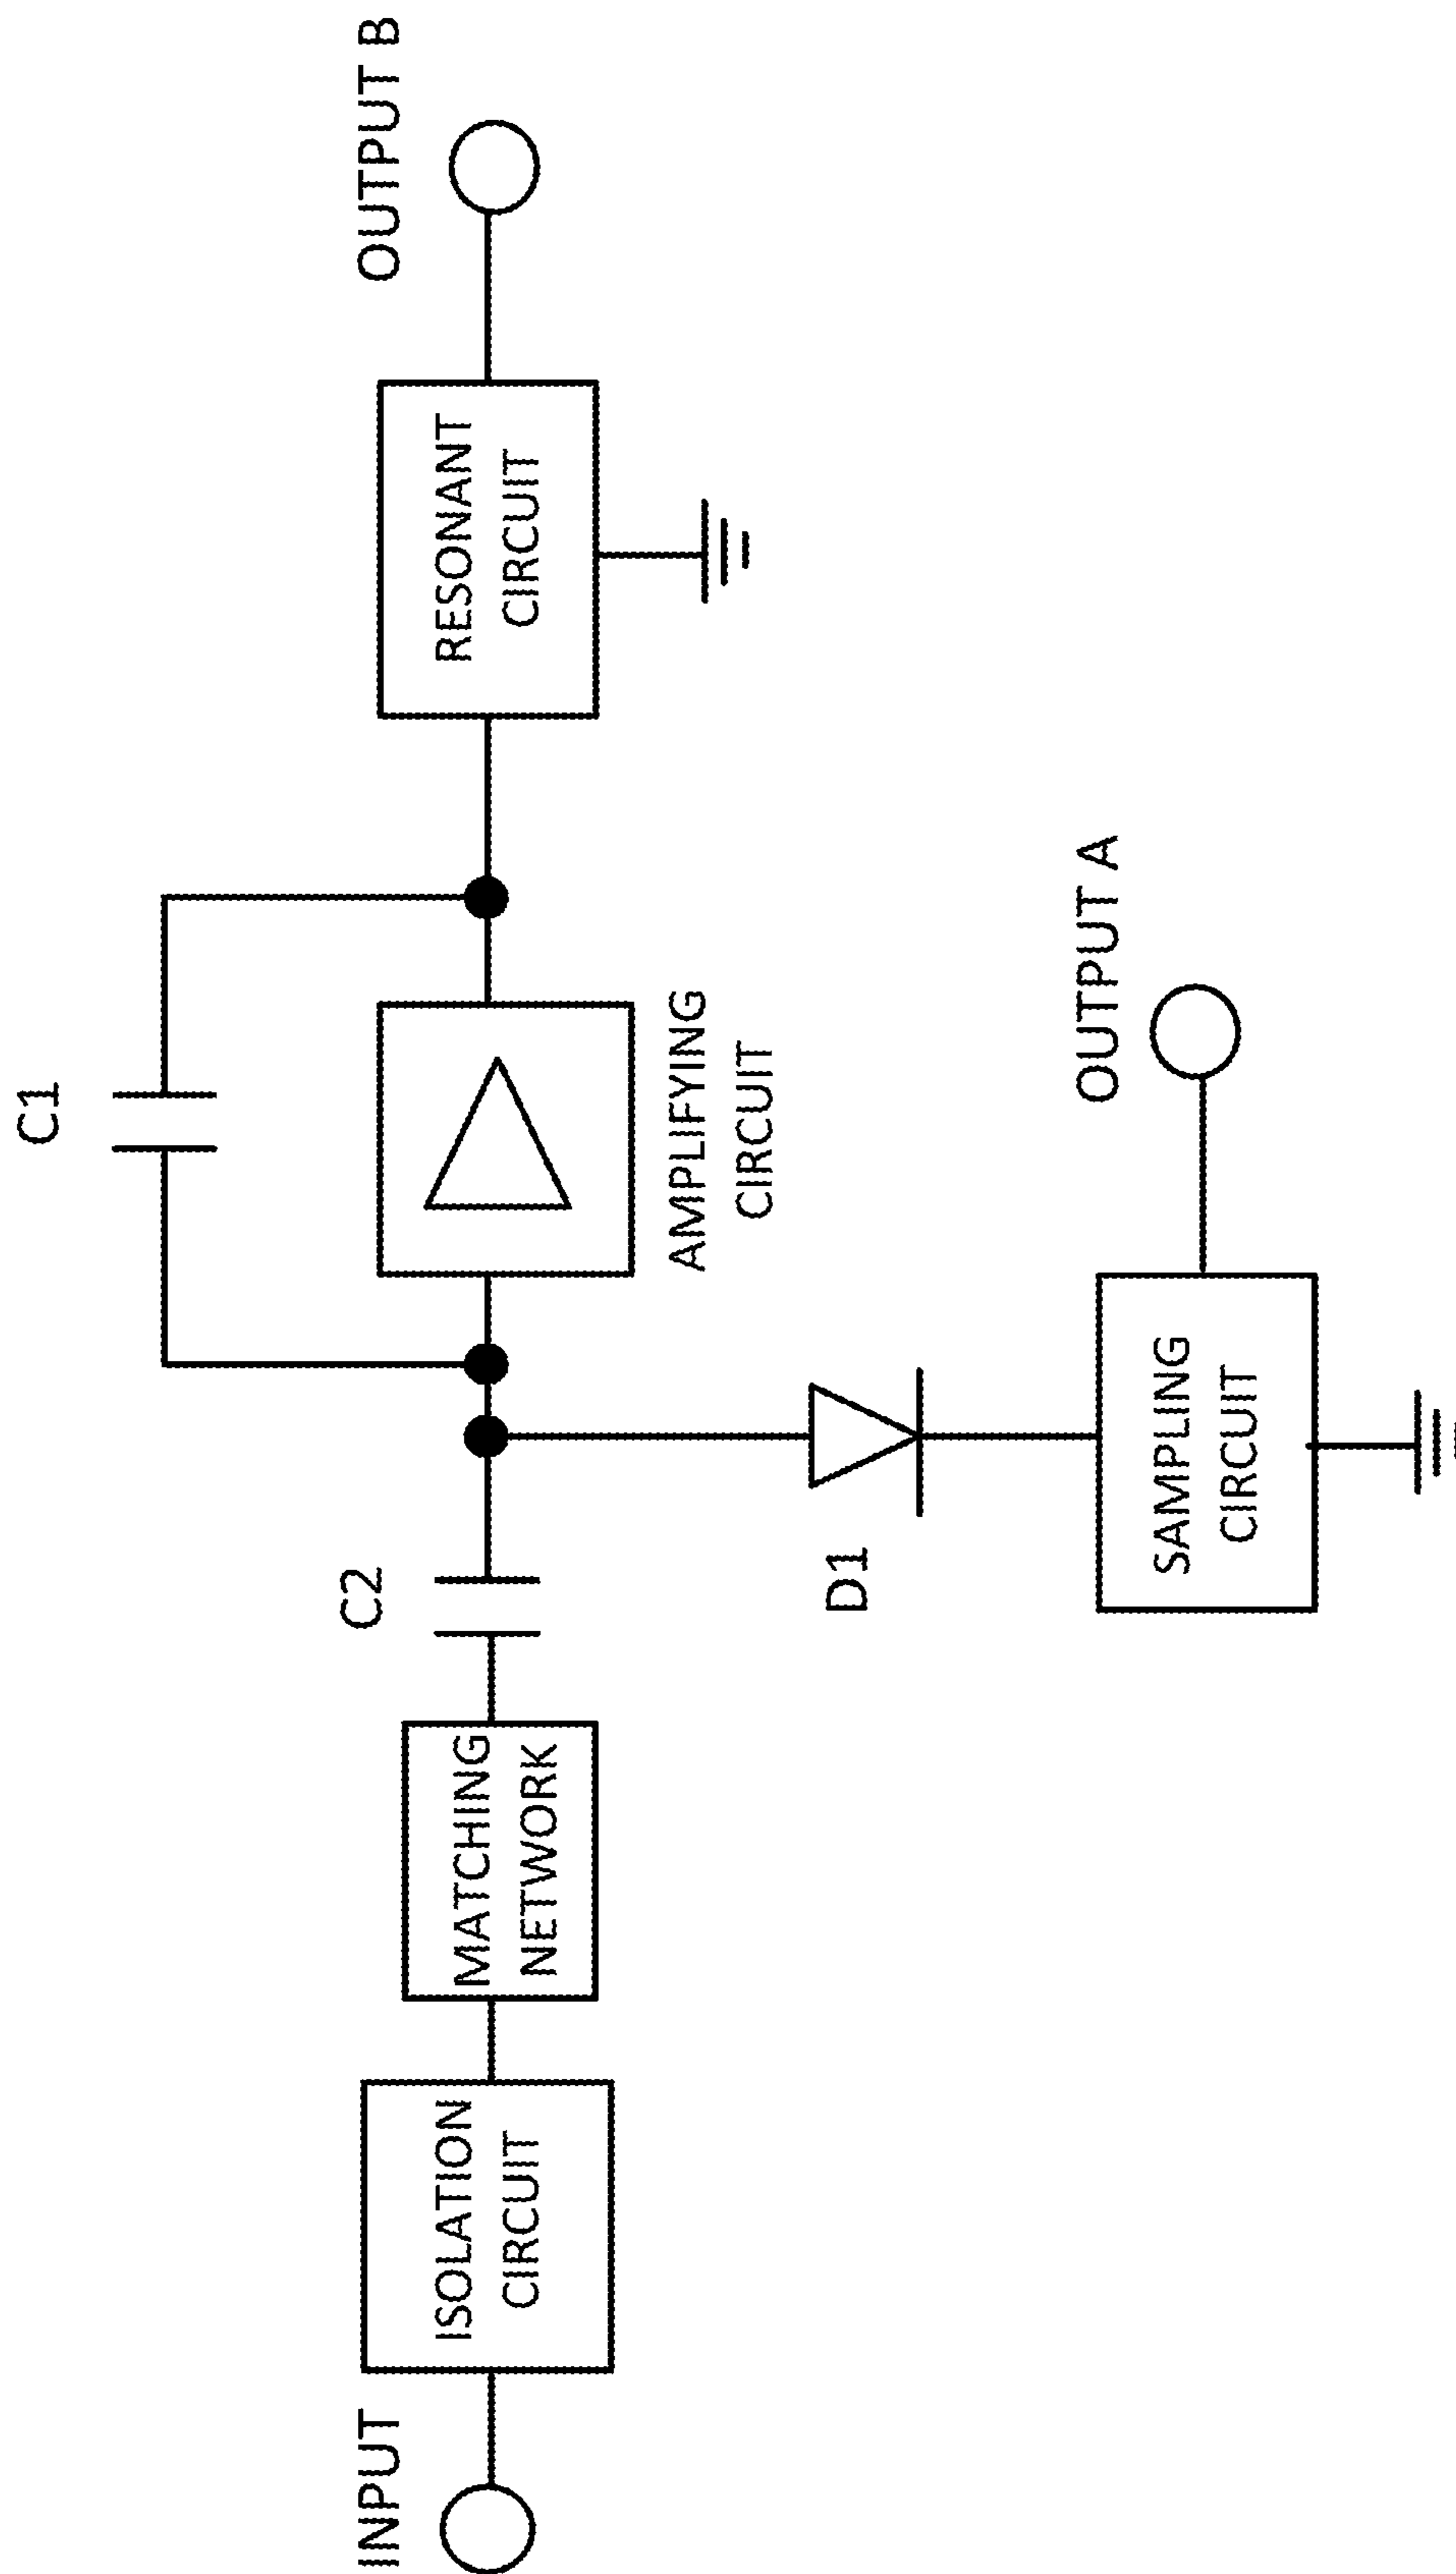 INPUT
ISOLATION
CIRCUIT
MATCHING
NETWORK
C2
D1
C1
AMPLIFYING
CIRCUIT
SAMPLING
CIRCUIT
OUTPUT A
RESONANT
CIRCUIT
OUTPUT B